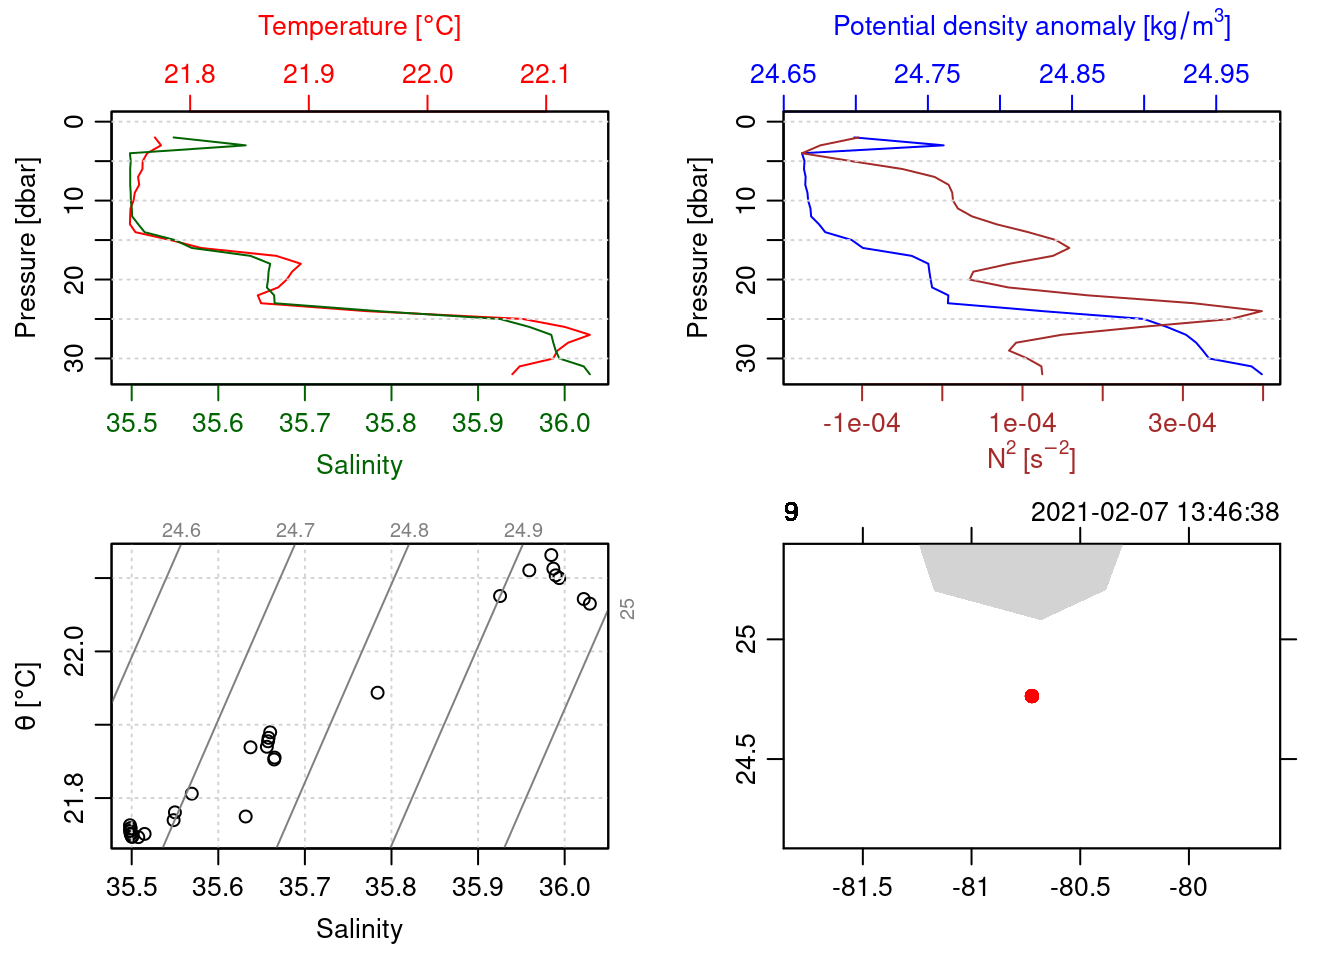 Temperature [°C]
21.8 21.9 22.0 22.1
0
10
20
30
Pressure [dbar]
35.5 35.6 35.7 35.8 35.9 36.0
Salinity
Potential density anomaly [kg/m³]
24.65 24.75 24.85 24.95
0
10
20
30
Pressure [dbar]
-1e-04 1e-04 3e-04
N² [s⁻²]
24.6 24.7 24.8 24.9
25
22.0
21.8
θ [°C]
35.5 35.6 35.7 35.8 35.9 36.0
Salinity
2021-02-07 13:46:38
25
24.5
-81.5 -81 -80.5 -80